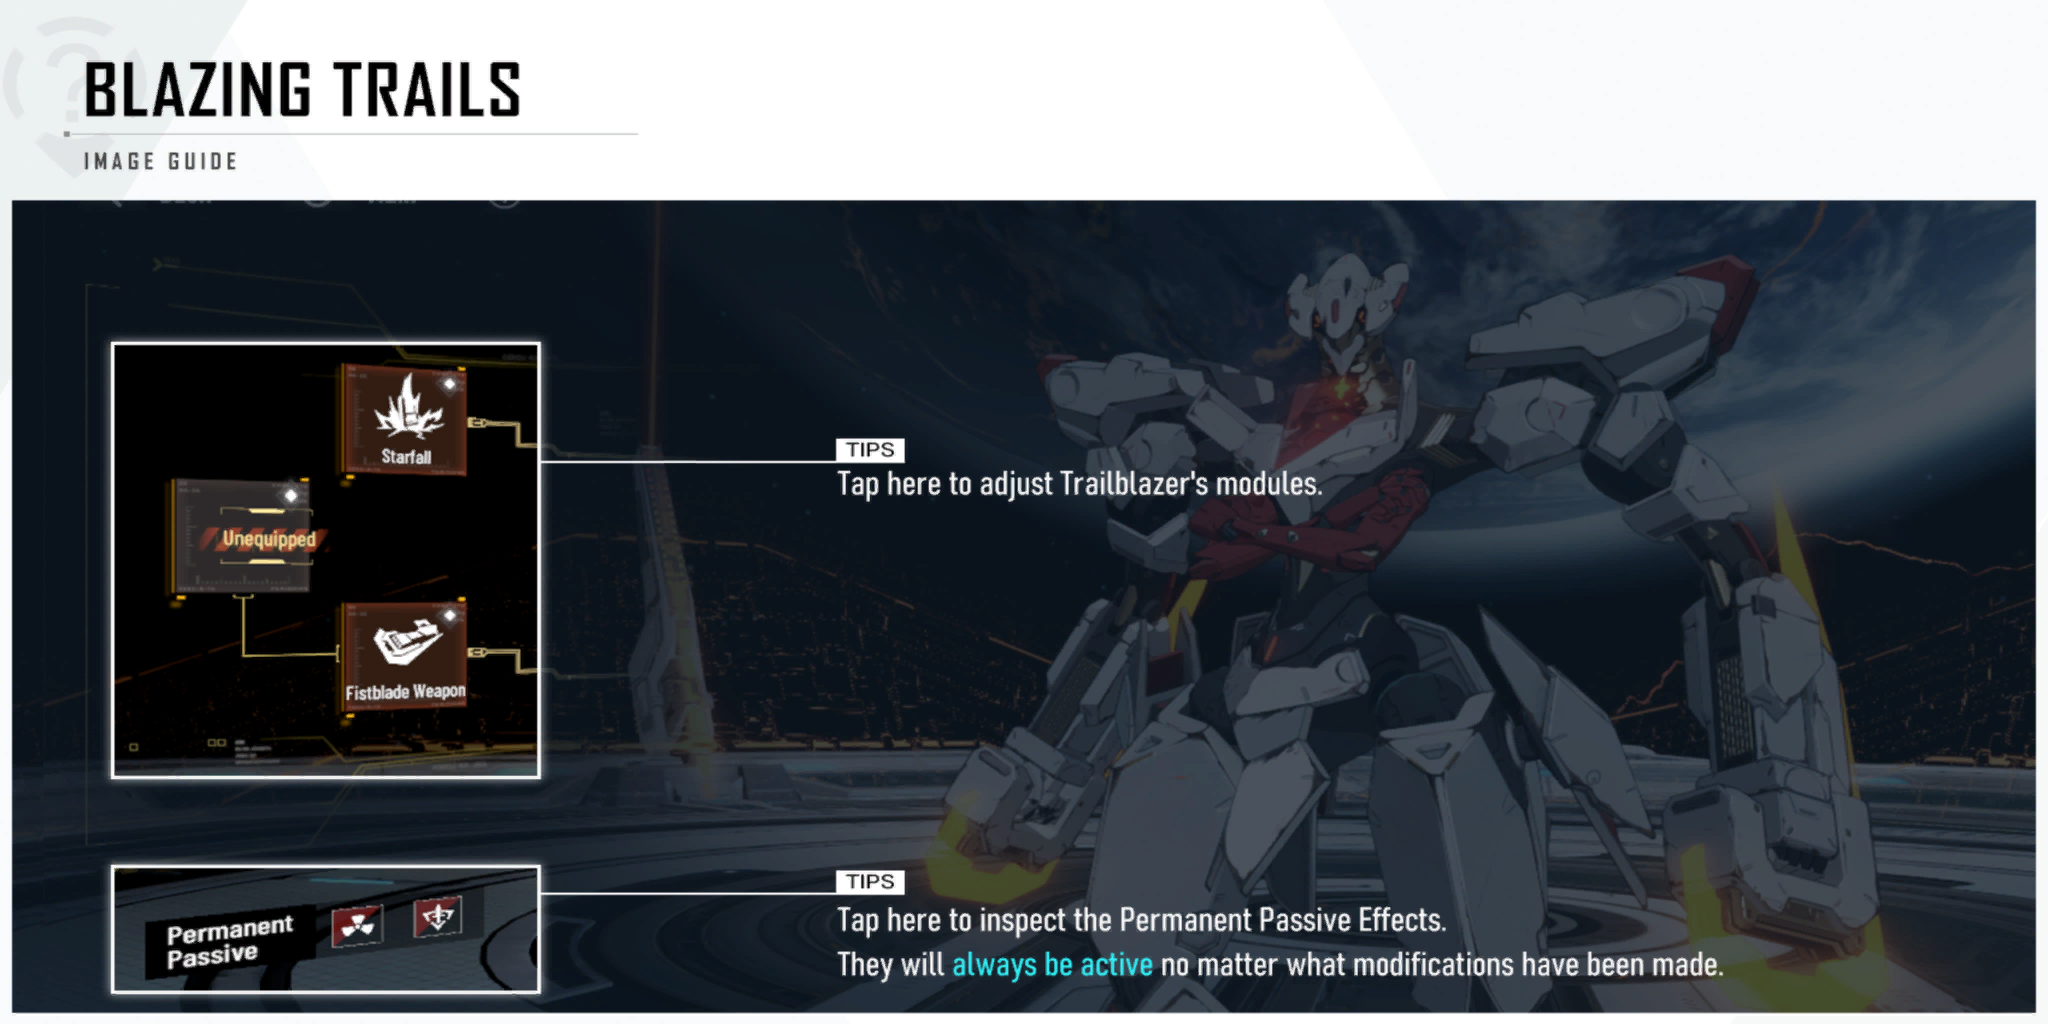 BLAZING TRAILS
IMAGE GUIDE
Starfall
Unequipped
Fistblade Weapon
TIPS
Tap here to adjust Trailblazer's modules.
Permanent
Passive
TIPS
Tap here to inspect the Permanent Passive Effects.
They will always be active no matter what modifications have been made.